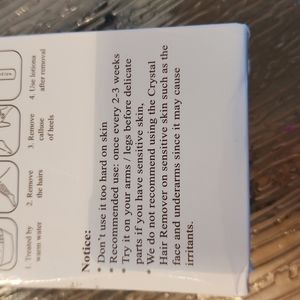 1. Treated by
warm water
2. Remove
the hairs
3. Remove
calluse
of heels
4. Use lotions
after removal
Notice:
• Don't use it too hard on skin
• Recommended use: once every 2-3 weeks
• Try it on your arms / legs before delicate
parts if you have sensitive skin,
• We do not recommend using the Crystal
Hair Remover on sensitive skin such as the
face and underarms since it may cause
irritants.